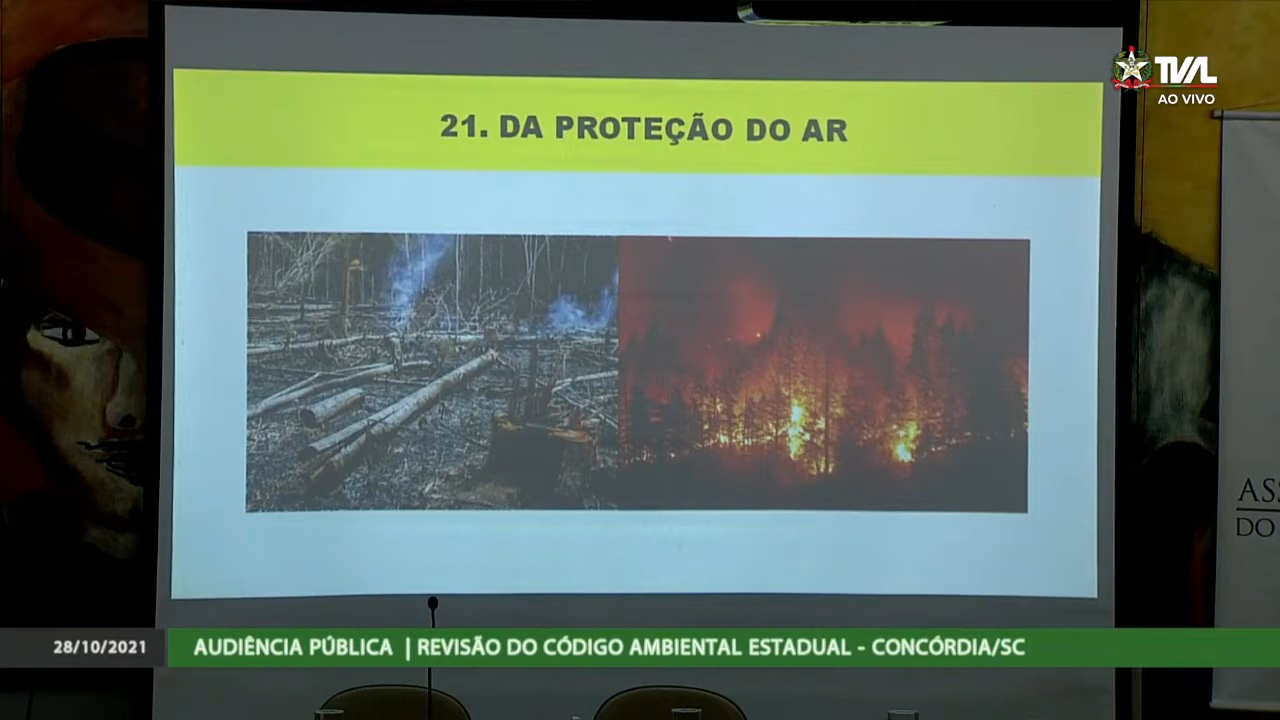 TVAL
AO VIVO
21. DA PROTEÇÃO DO AR
DO
28/10/2021
AUDIÊNCIA PÚBLICA | REVISÃO DO CÓDIGO AMBIENTAL ESTADUAL - CONCÓRDIA/SC